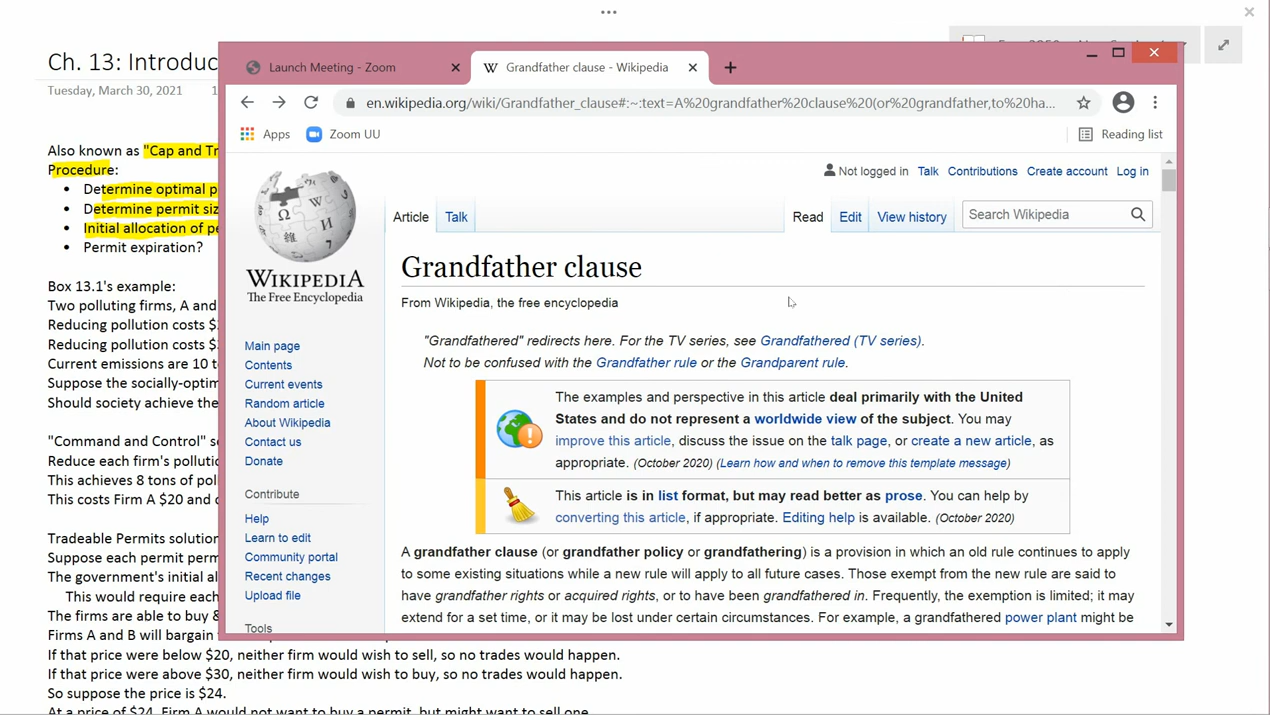 Ch. 13: Introduc
Tuesday, March 30, 2021
Also known as "Cap and Tr
Procedure:
• Determine optimal p
• Determine permit siz
• Initial allocation of pe
• Permit expiration?
Box 13.1's example:
Two polluting firms, A and
Reducing pollution costs $
Reducing pollution costs $
Current emissions are 10 t
Suppose the socially-optim
Should society achieve the
"Command and Control" s
Reduce each firm's polluti
This achieves 8 tons of pol
This costs Firm A $20 and
Tradeable Permits solution
Suppose each permit perm
The government's initial al
This would require each
The firms are able to buy &
Firms A and B will bargain
If that price were below $20, neither firm would wish to sell, so no trades would happen.
If that price were above $30, neither firm would wish to buy, so no trades would happen.
So suppose the price is $24.
At a price of $24, Firm A would not want to buy a permit, but might want to sell one
Launch Meeting - Zoom
Grandfather clause - Wikipedia
en.wikipedia.org/wiki/Grandfather_clause#:~:text=A%20grandfather%20clause%20(or%20grandfather,to%20ha...
Apps
Zoom UU
Reading list
WIKIPEDIA
The Free Encyclopedia
Main page
Contents
Current events
Random article
About Wikipedia
Contact us
Donate
Contribute
Help
Learn to edit
Community portal
Recent changes
Upload file
Tools
Not logged in Talk Contributions Create account Log in
Article Talk Read Edit View history Search Wikipedia
Grandfather clause
From Wikipedia, the free encyclopedia
"Grandfathered" redirects here. For the TV series, see Grandfathered (TV series).
Not to be confused with the Grandfather rule or the Grandparent rule.
The examples and perspective in this article deal primarily with the United
States and do not represent a worldwide view of the subject. You may
improve this article, discuss the issue on the talk page, or create a new article, as
appropriate. (October 2020) (Learn how and when to remove this template message)
This article is in list format, but may read better as prose. You can help by
converting this article, if appropriate. Editing help is available. (October 2020)
A grandfather clause (or grandfather policy or grandfathering) is a provision in which an old rule continues to apply
to some existing situations while a new rule will apply to all future cases. Those exempt from the new rule are said to
have grandfather rights or acquired rights, or to have been grandfathered in. Frequently, the exemption is limited; it may
extend for a set time, or it may be lost under certain circumstances. For example, a grandfathered power plant might be